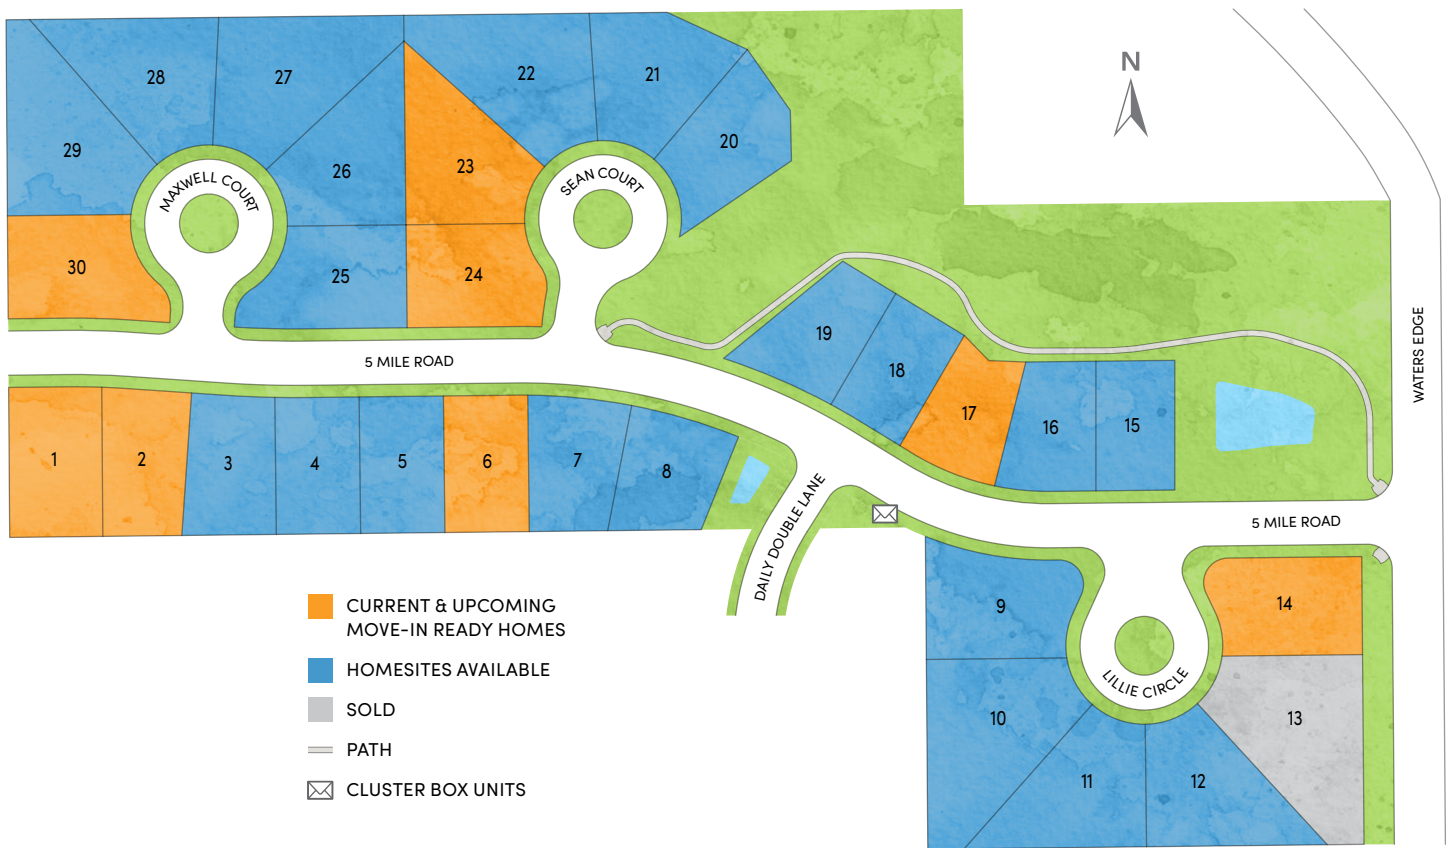 28
27
22
21
N
20
29
26
23
MAXWELL COURT
SEAN COURT
30
25
24
19
18
5 MILE ROAD
WATERS EDGE
17
16
15
1
2
3
4
5
6
7
8
DAILY DOUBLE LANE
5 MILE ROAD
CURRENT & UPCOMING
MOVE-IN READY HOMES
HOMESITES AVAILABLE
SOLD
PATH
CLUSTER BOX UNITS
9
14
LILLIE CIRCLE
10
13
11
12